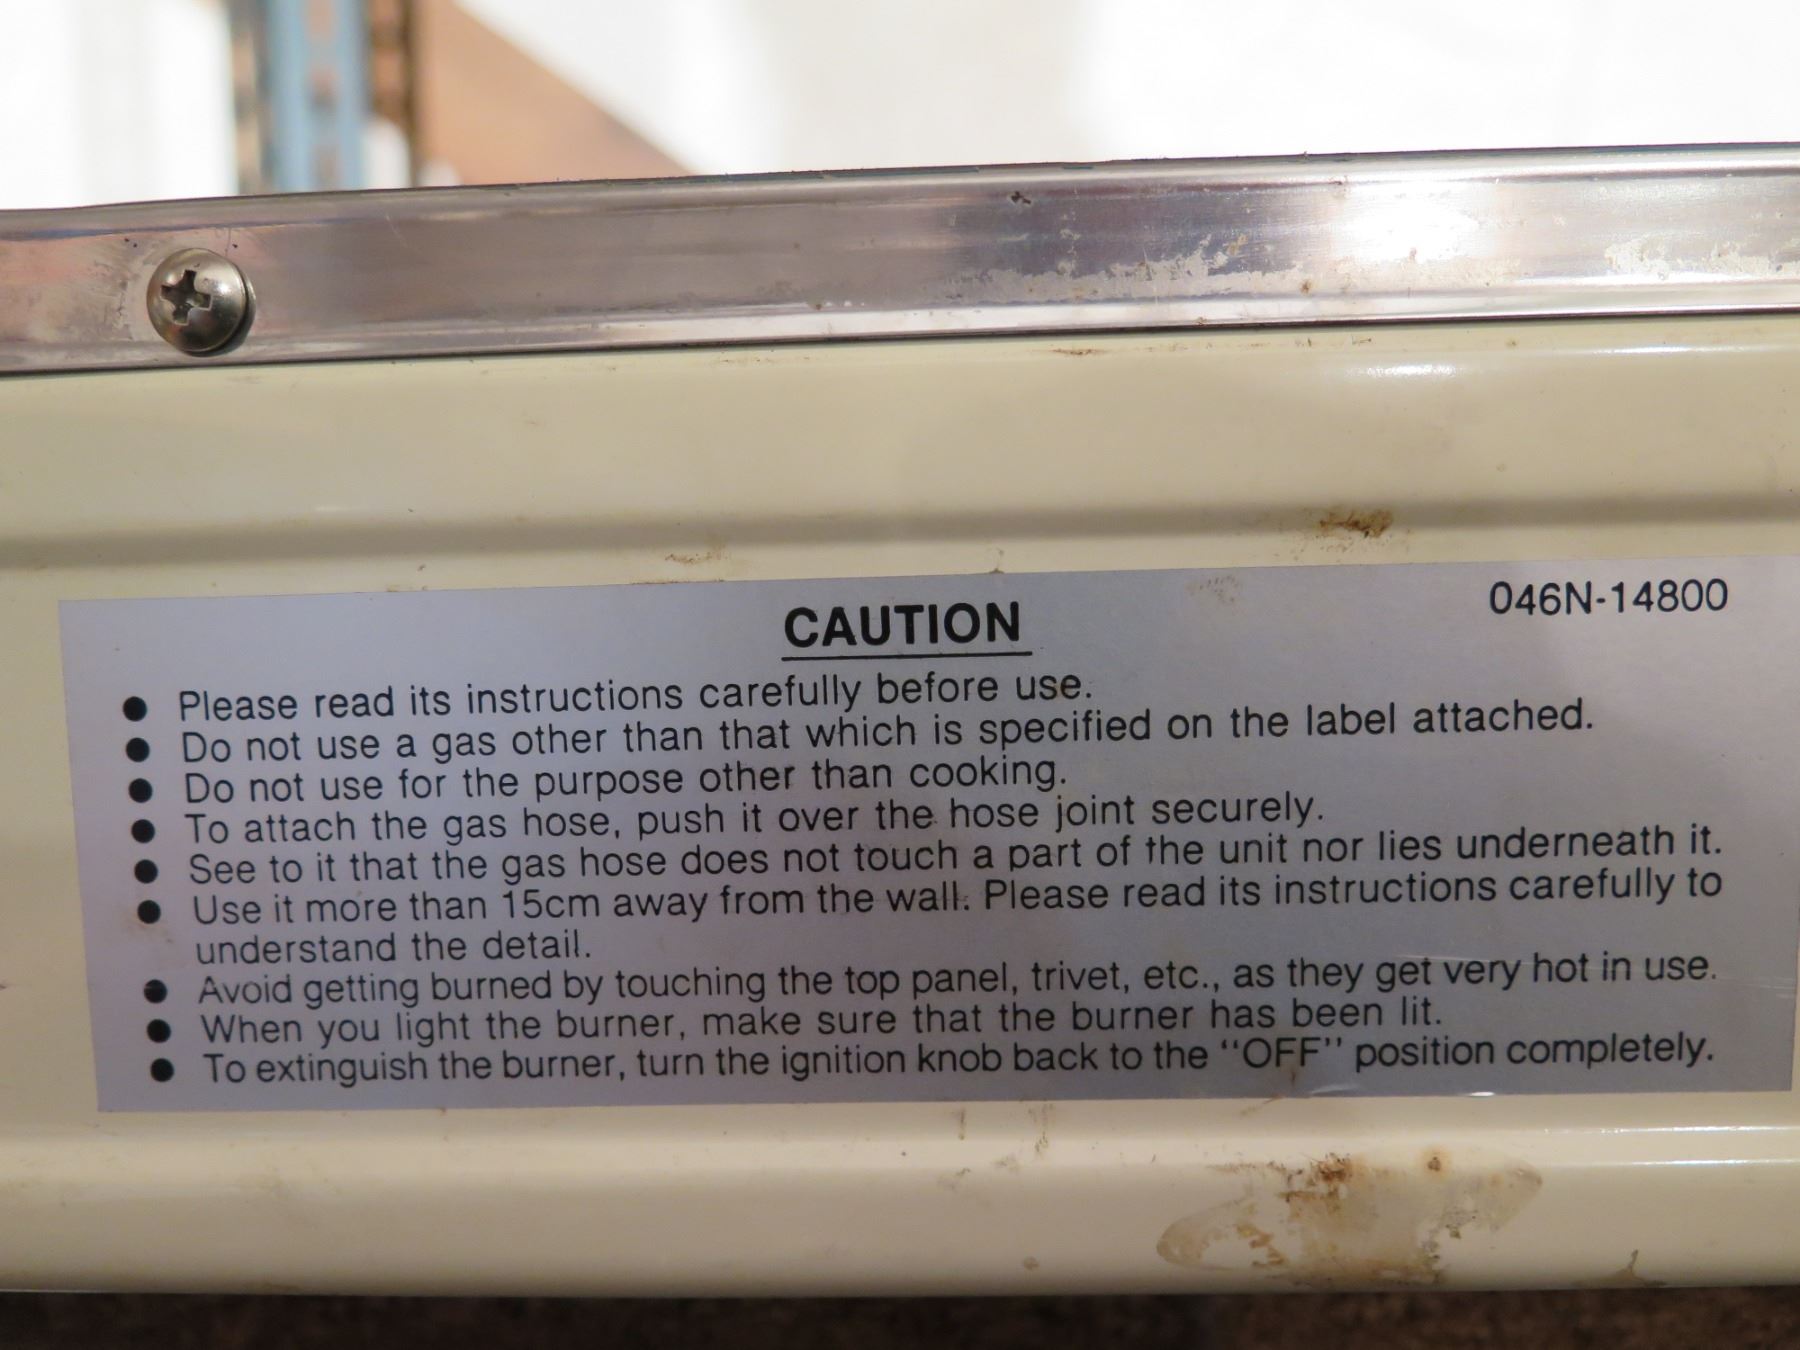 CAUTION
046N-14800
● Please read its instructions carefully before use.
● Do not use a gas other than that which is specified on the label attached.
● Do not use for the purpose other than cooking.
● To attach the gas hose, push it over the hose joint securely.
● See to it that the gas hose does not touch a part of the unit nor lies underneath it.
● Use it more than 15cm away from the wall. Please read its instructions carefully to
understand the detail.
● Avoid getting burned by touching the top panel, trivet, etc., as they get very hot in use.
● When you light the burner, make sure that the burner has been lit.
● To extinguish the burner, turn the ignition knob back to the "OFF" position completely.